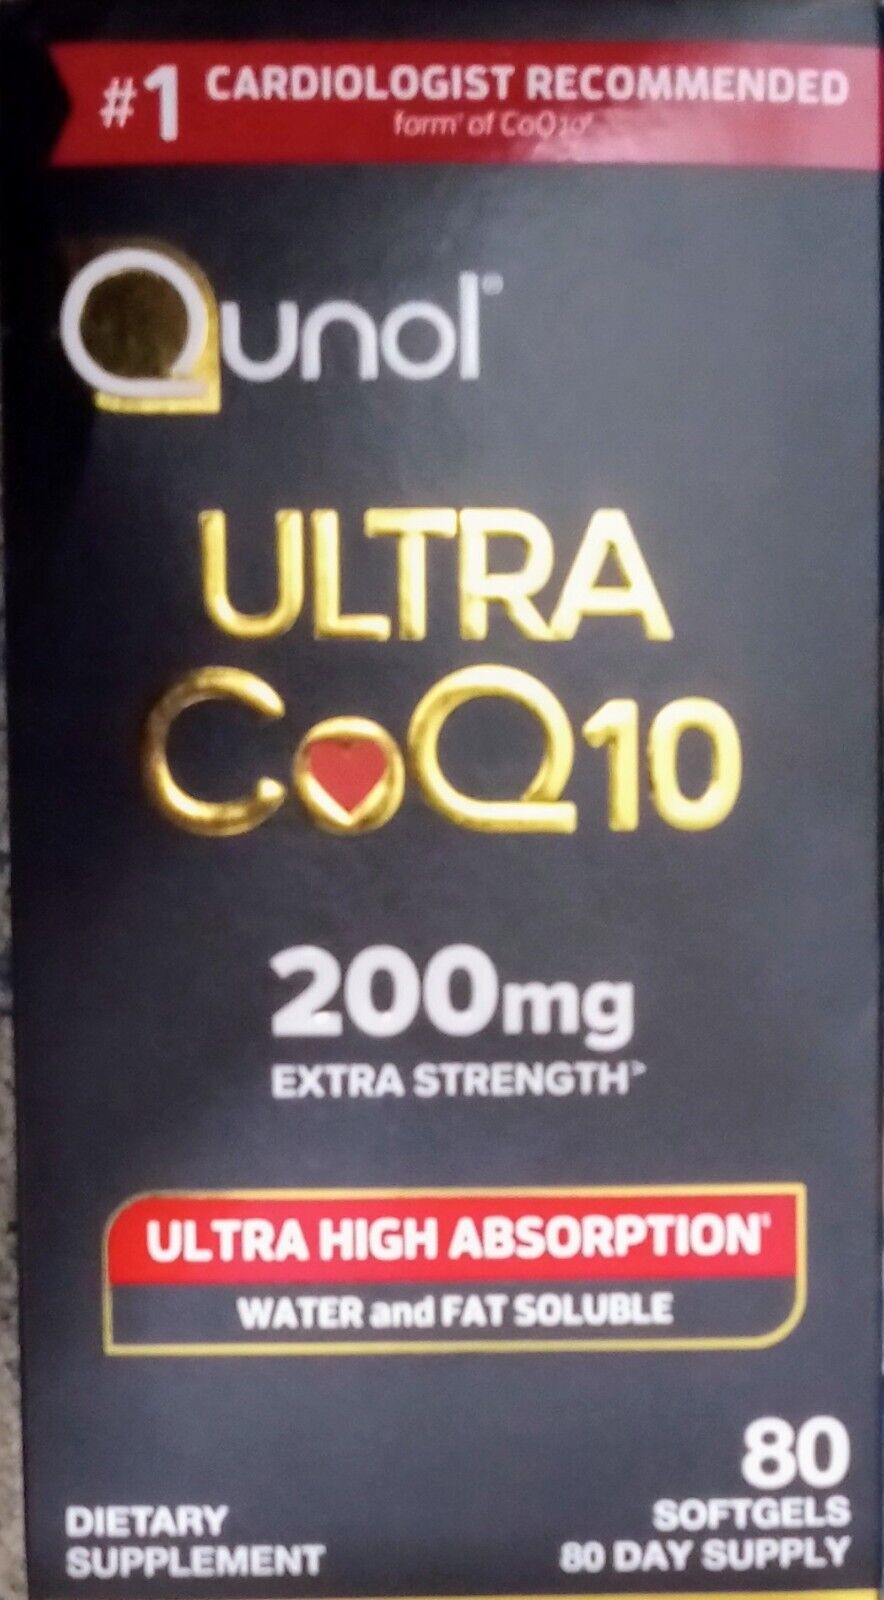 #1 CARDIOLOGIST RECOMMENDED
form† of CoQ10
Qunol™
ULTRA
CoQ10
200mg
EXTRA STRENGTH
ULTRA HIGH ABSORPTION
WATER and FAT SOLUBLE
80
SOFTGELS
80 DAY SUPPLY
DIETARY
SUPPLEMENT